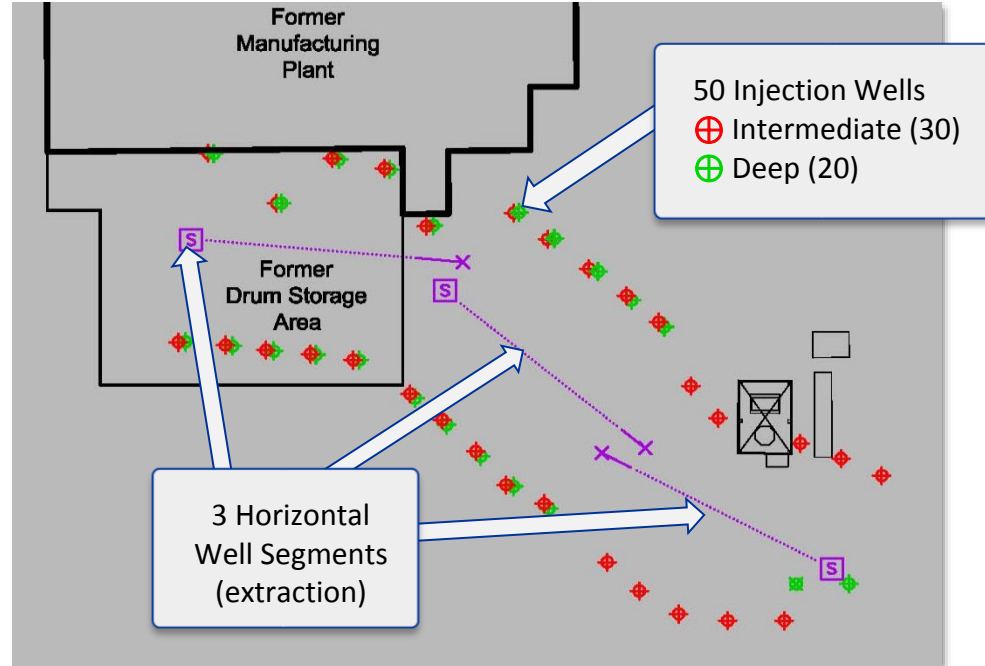 Former
Manufacturing
Plant
50 Injection Wells
Intermediate (30)
Deep (20)
S
Former
Drum Storage
Area
S
3 Horizontal
Well Segments
(extraction)
S